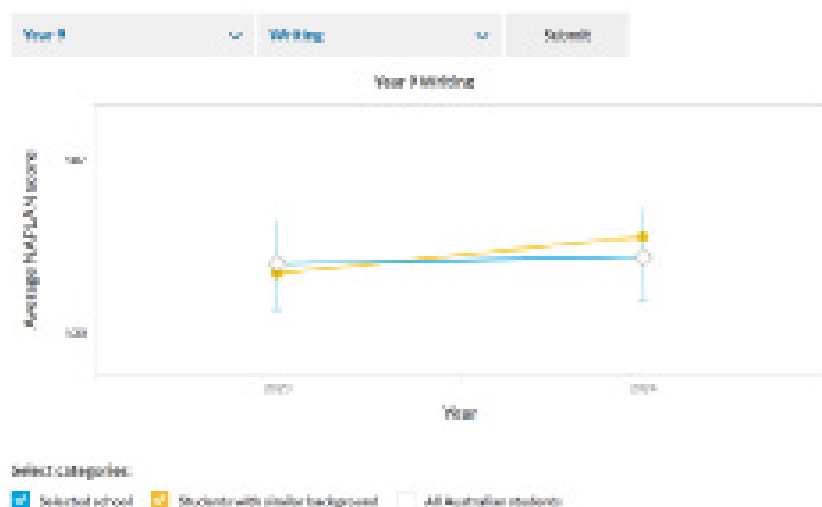 Year 9
Writing
Submit
Year 9 Writing
Average NAPLAN score
Year
Select categories:
Selected school
Students with similar background
All Australian students